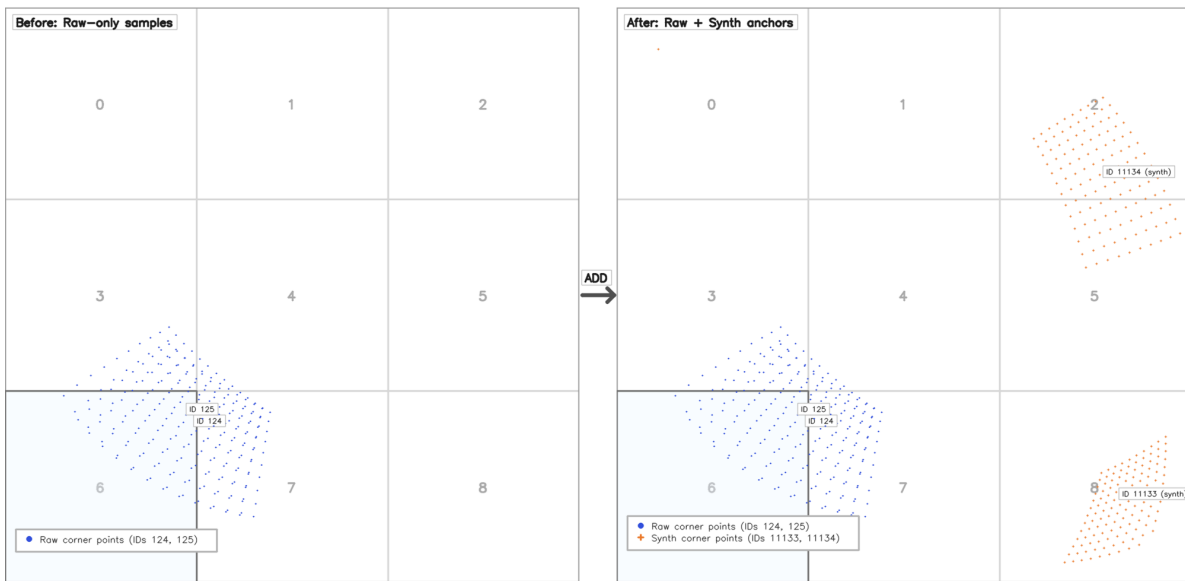 Before: Raw-only samples
0
1
2
3
4
5
6
7
8
ID 125
ID 124
Raw corner points (IDs 124, 125)
ADD
After: Raw + Synth anchors
0
1
2
ID 11134 (synth)
3
4
5
ID 125
ID 124
6
7
8
ID 11133 (synth)
Raw corner points (IDs 124, 125)
Synth corner points (IDs 11133, 11134)